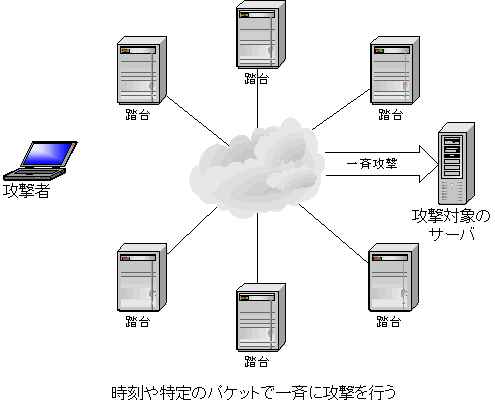 踏台
踏台
踏台
一斉攻撃
攻撃者
攻撃対象の
サーバ
踏台
踏台
踏台
時刻や特定のパケットで一斉に攻撃を行う